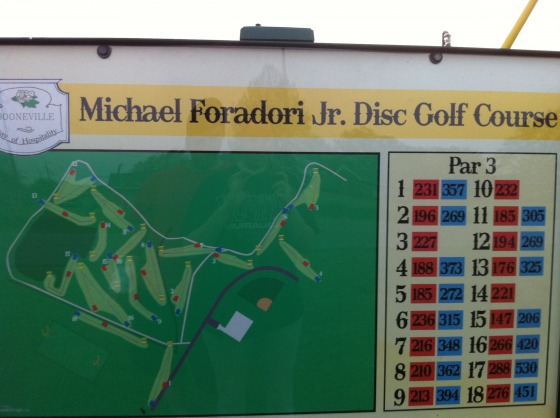 BOONEVILLE
City of Hospitality
Michael Foradori Jr. Disc Golf Course
Par 3
1 231 357 10 232
2 196 269 11 185 305
3 227 12 194 269
4 188 373 13 176 325
5 185 272 14 221
6 236 315 15 147 206
7 216 348 16 266 420
8 210 362 17 288 530
9 213 394 18 276 451